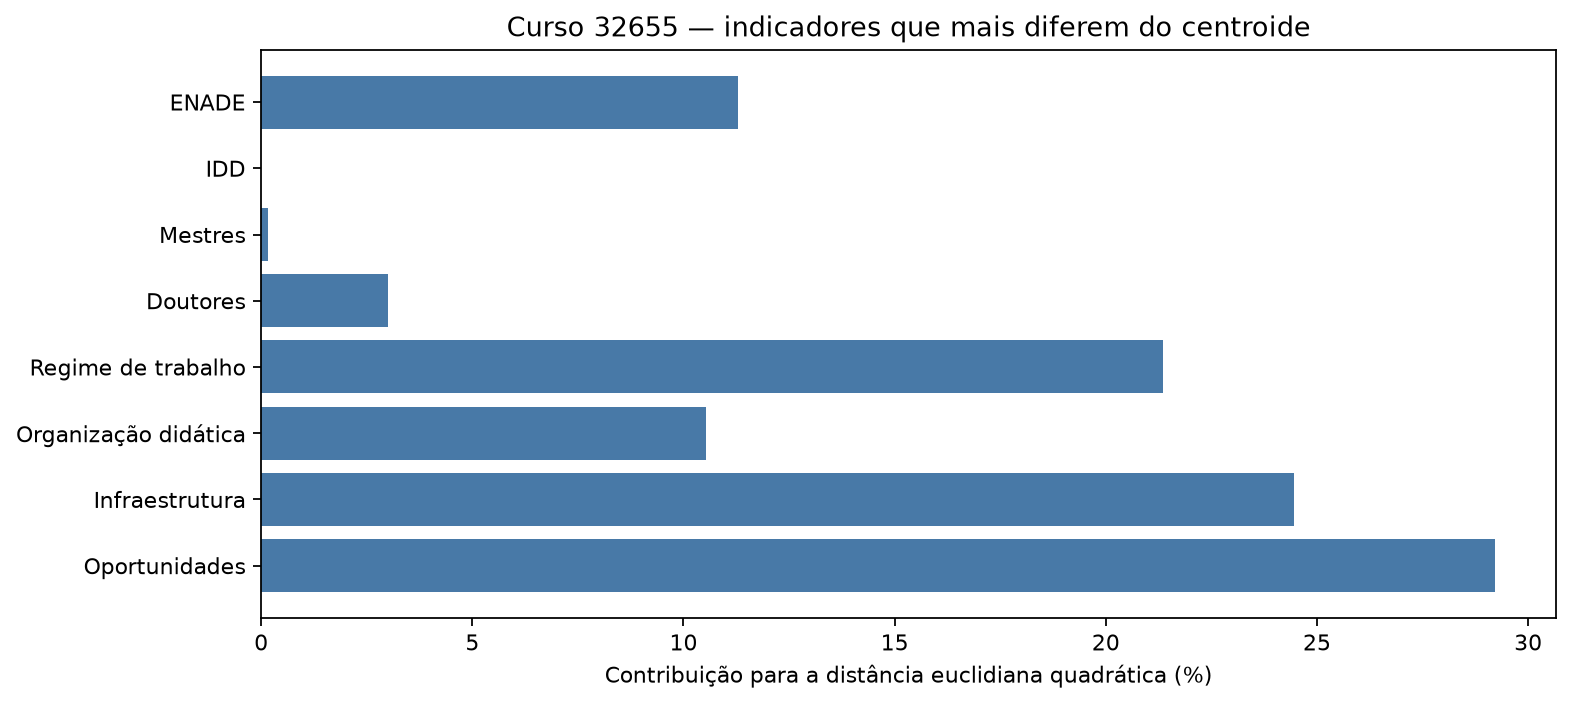 Curso 32655 — indicadores que mais diferem do centroide
ENADE
IDD
Mestres
Doutores
Regime de trabalho
Organização didática
Infraestrutura
Oportunidades
0 5 10 15 20 25 30
Contribuição para a distância euclidiana quadrática (%)